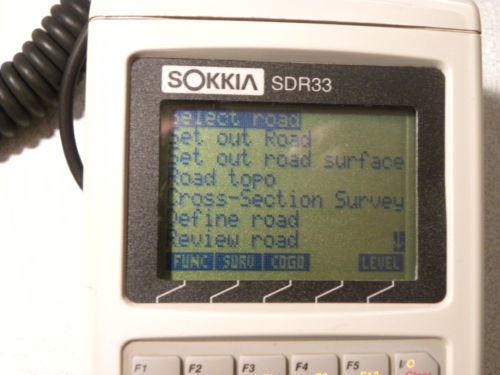 SOKKIA SDR33
Select road
Set out Road
Set out road surface
Road topo
Cross-Section Survey
Define road
Review road
FUNC SURV COGO LEVEL
F1 F2 F3 F4 F5 I/O